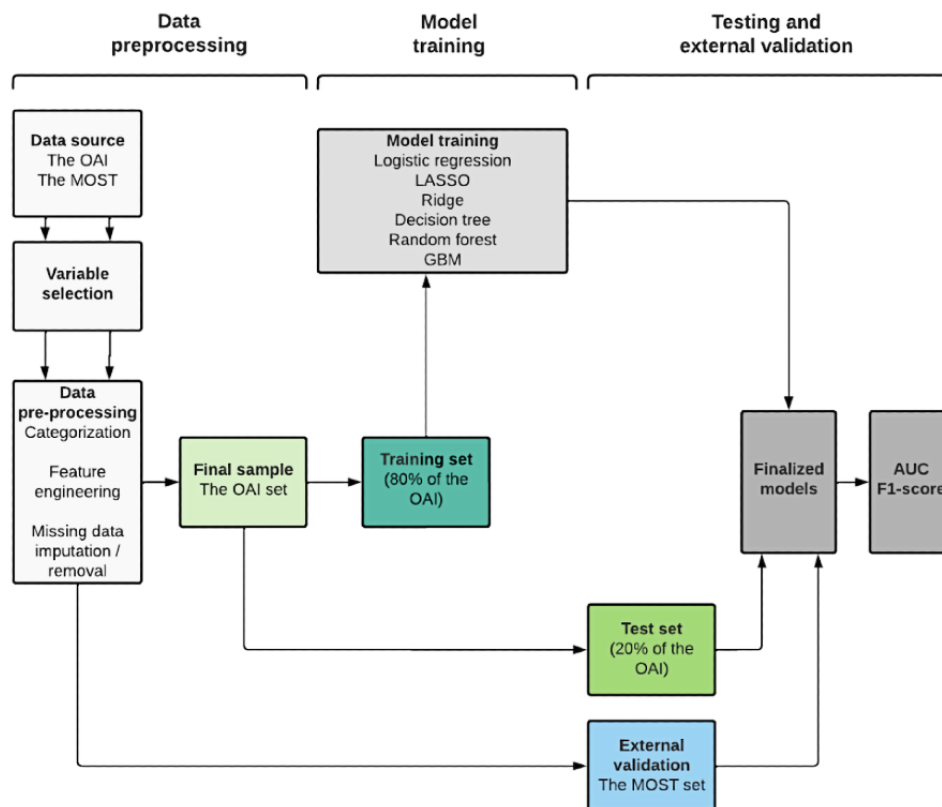 Data
preprocessing
Model
training
Testing and
external validation
Data source
The OAI
The MOST
Variable
selection
Data
pre-processing
Categorization
Feature
engineering
Missing data
imputation /
removal
Final sample
The OAI set
Training set
(80% of the
OAI)
Model training
Logistic regression
LASSO
Ridge
Decision tree
Random forest
GBM
Test set
(20% of the
OAI)
External
validation
The MOST set
Finalized
models
AUC
F1-score